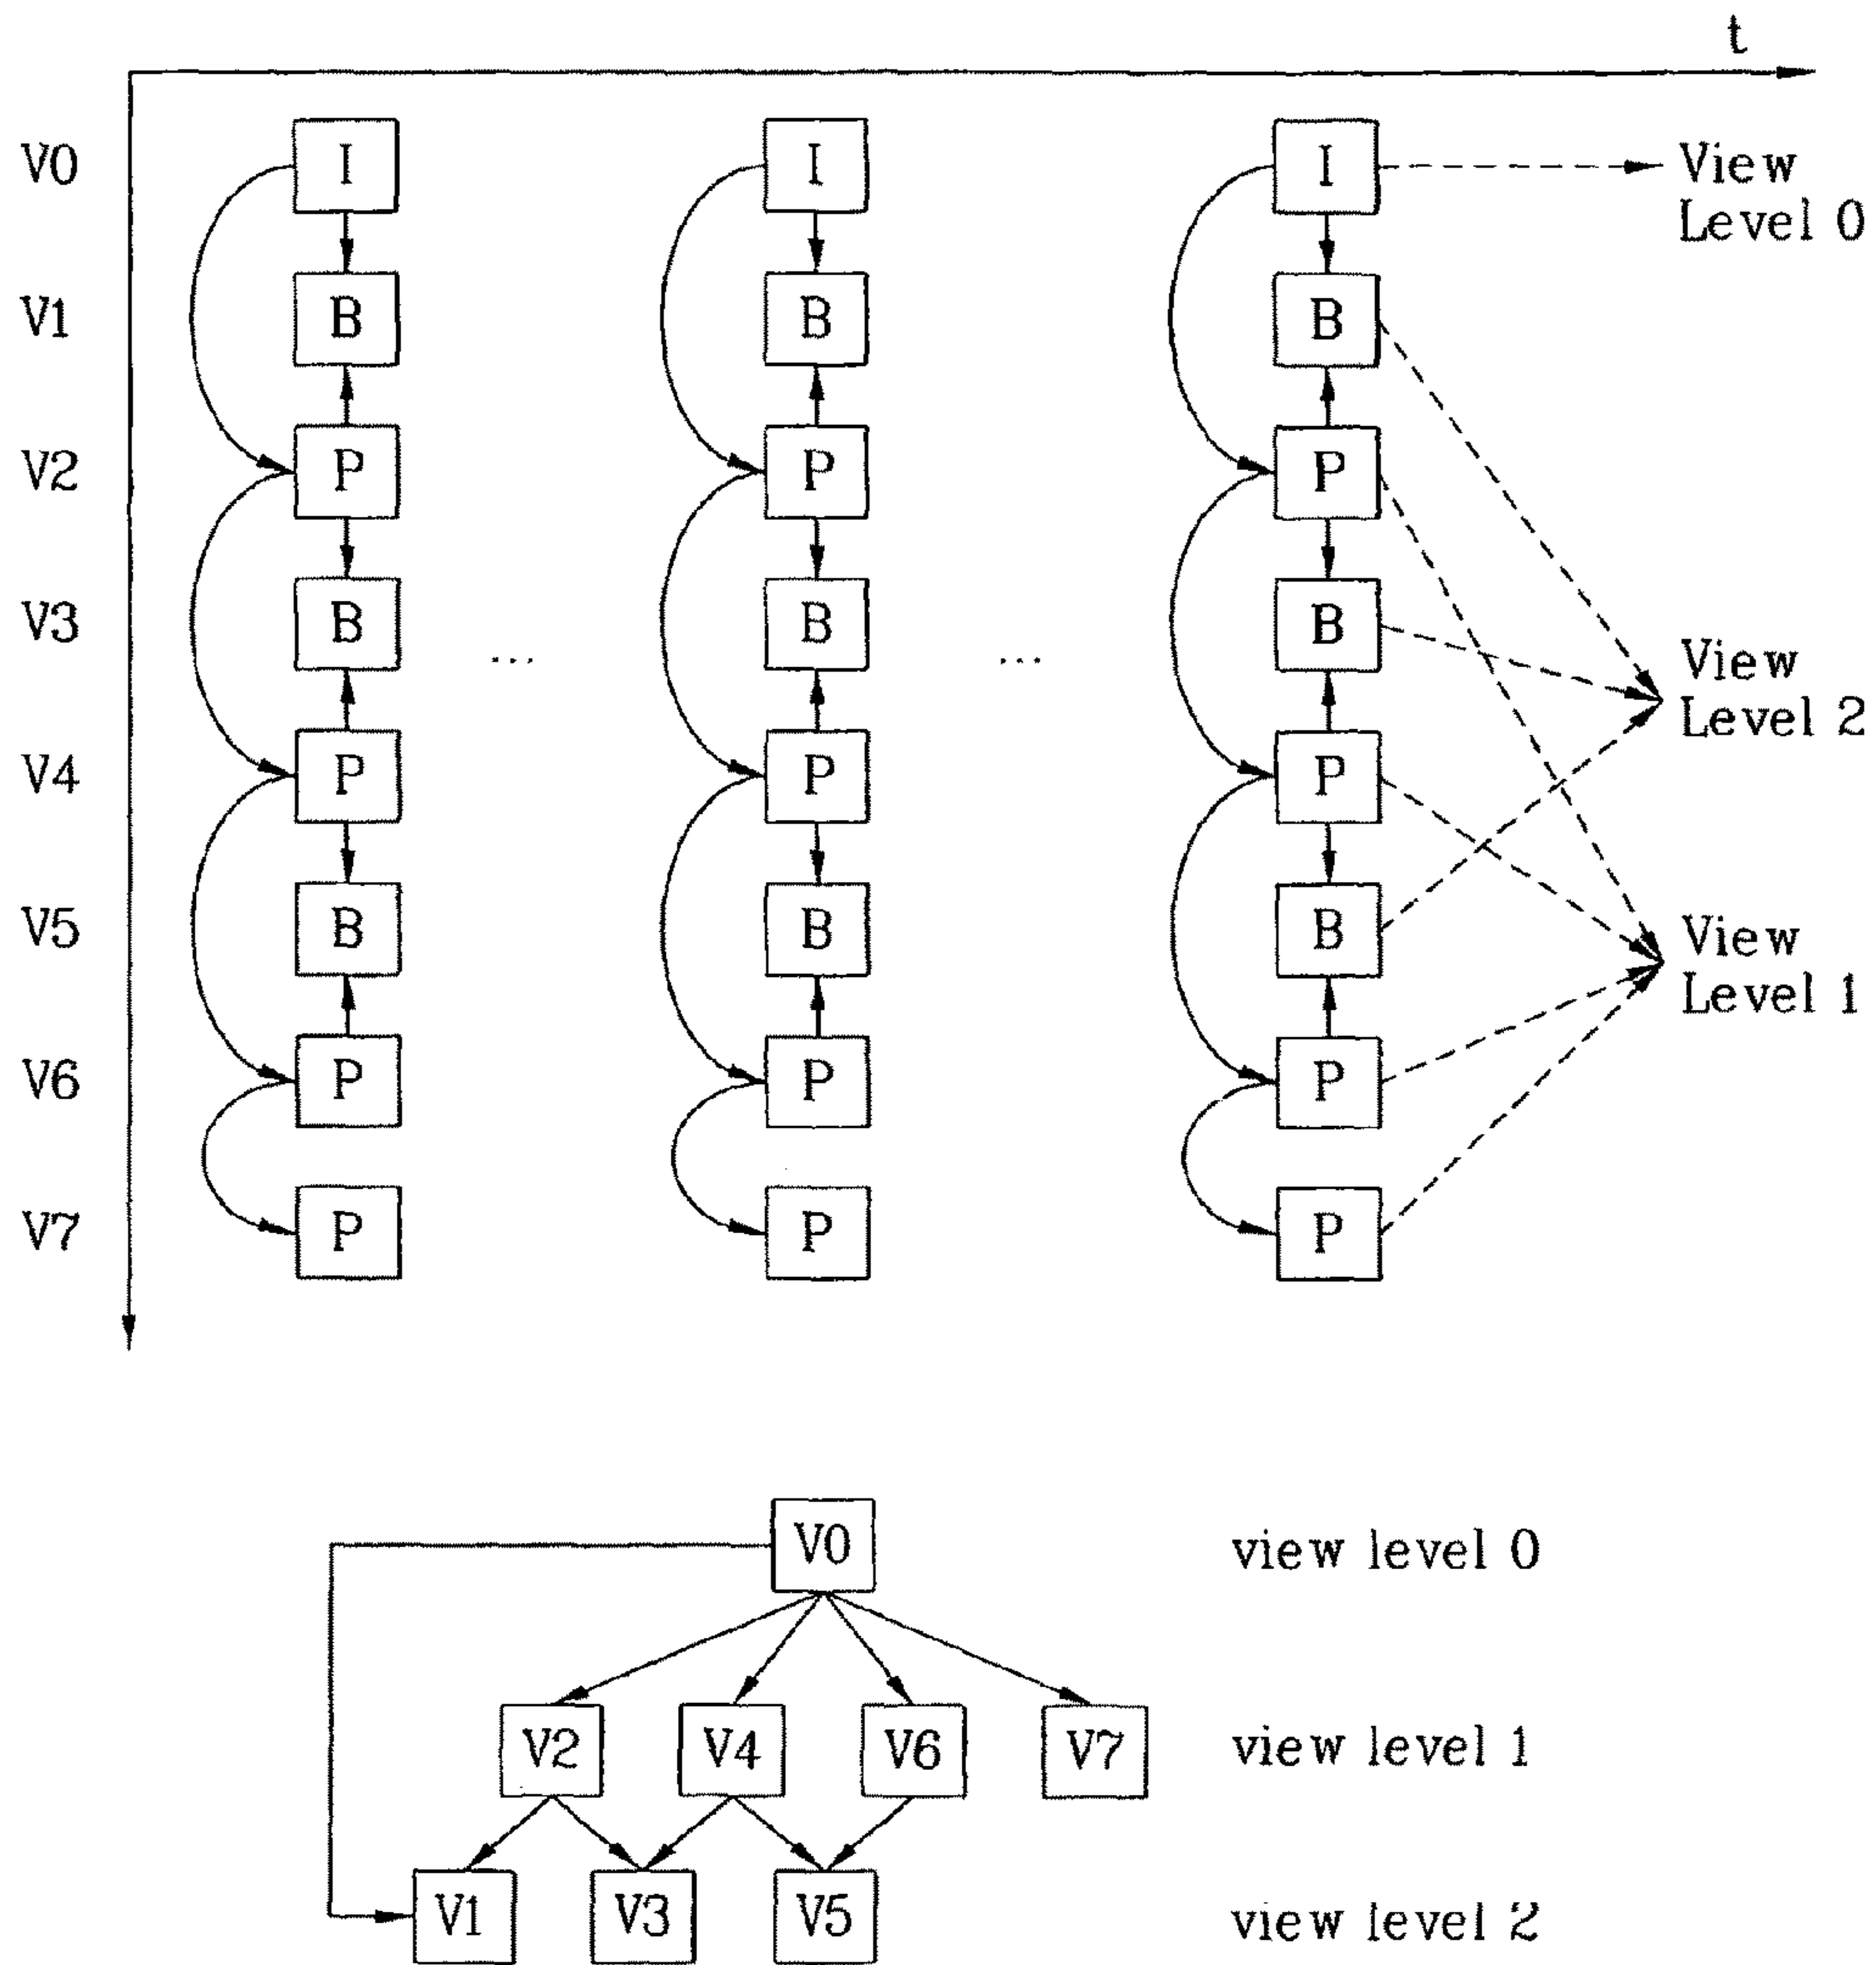 t
V0 I I I View
Level 0
V1 B B B
V2 P P P
V3 B B B
... ...
View
Level 2
V4 P P P
V5 B B B
View
Level 1
V6 P P P
V7 P P P
V0 view level 0
V2 V4 V6 V7 view level 1
V1 V3 V5 view level 2